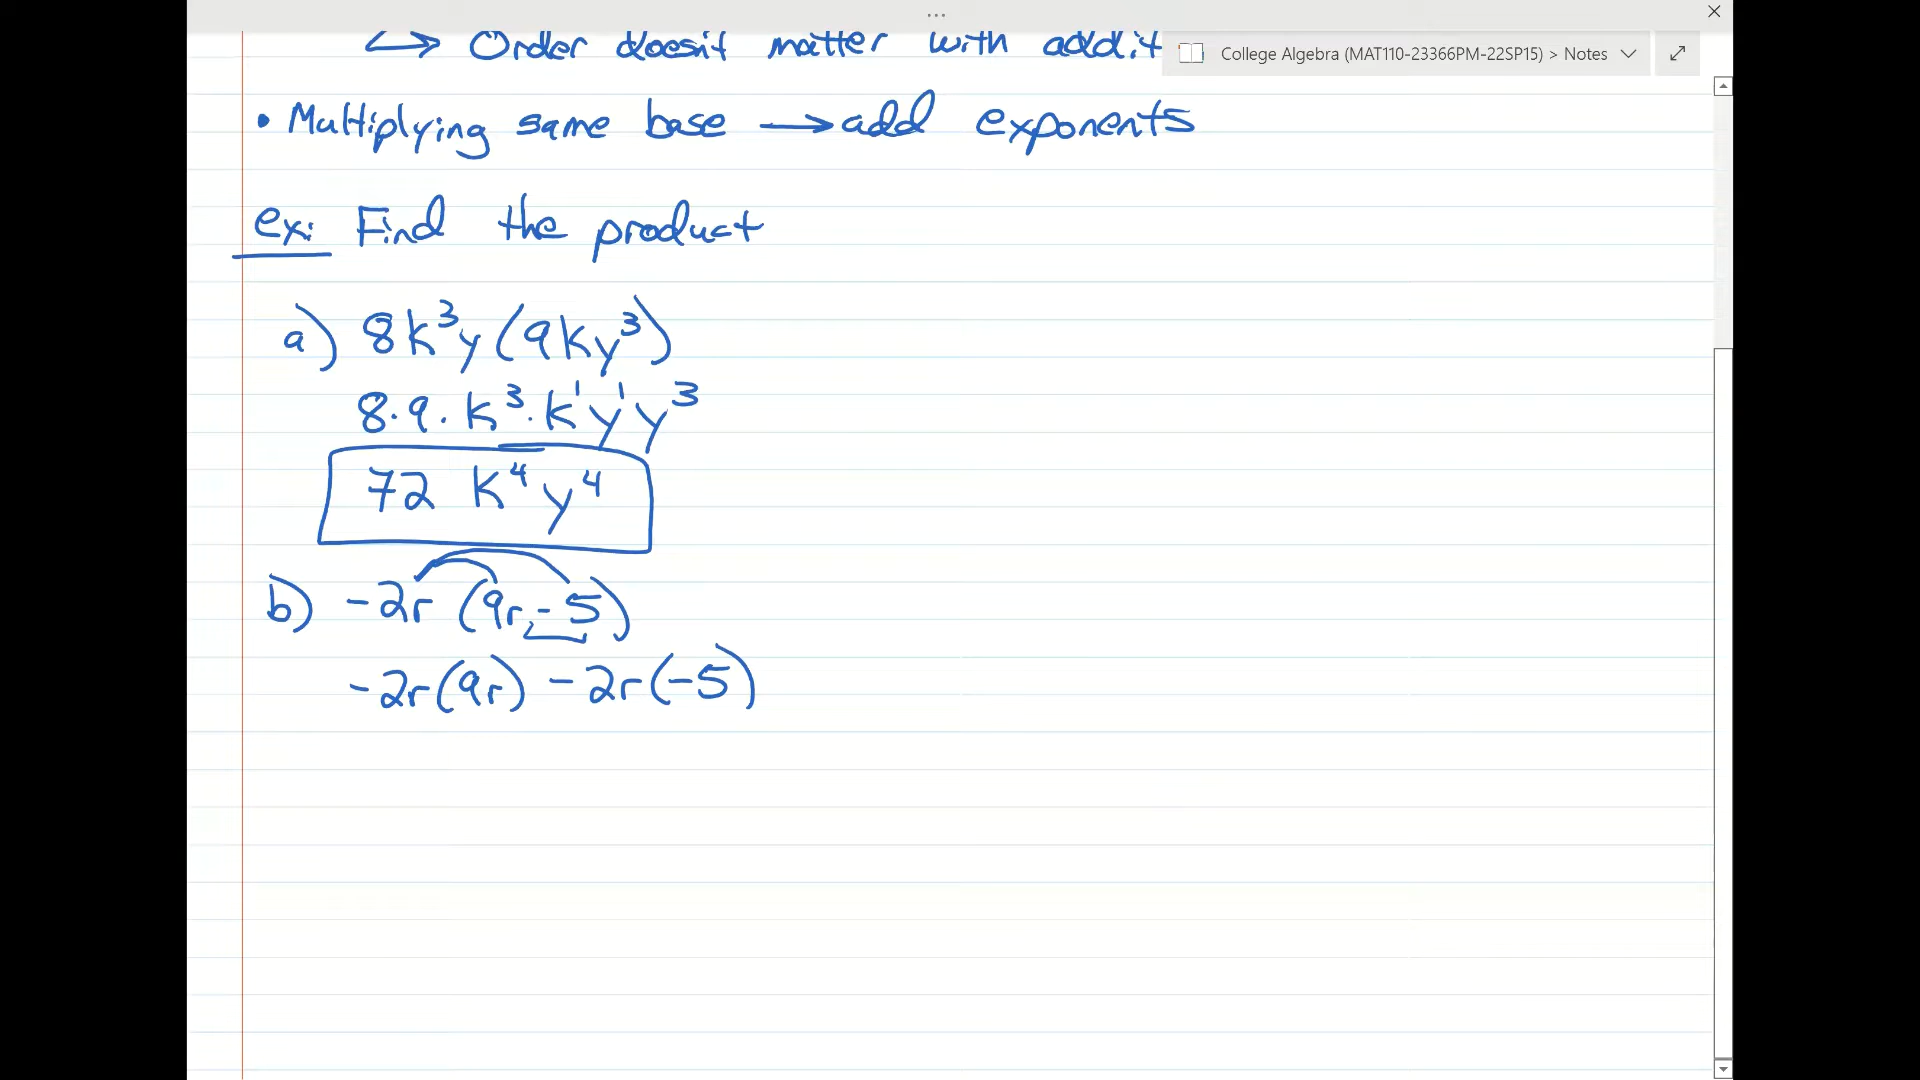 ...
↪ Order doesn't matter with addit
College Algebra (MAT110-23366PM-22SP15) > Notes
• Multiplying same base → add exponents
ex: Find the product
a) 8k³y(9ky³)
8·9·k³·k¹y¹y³
72 k⁴y⁴
b) -2r (9r - 5)
-2r(9r) - 2r(-5)